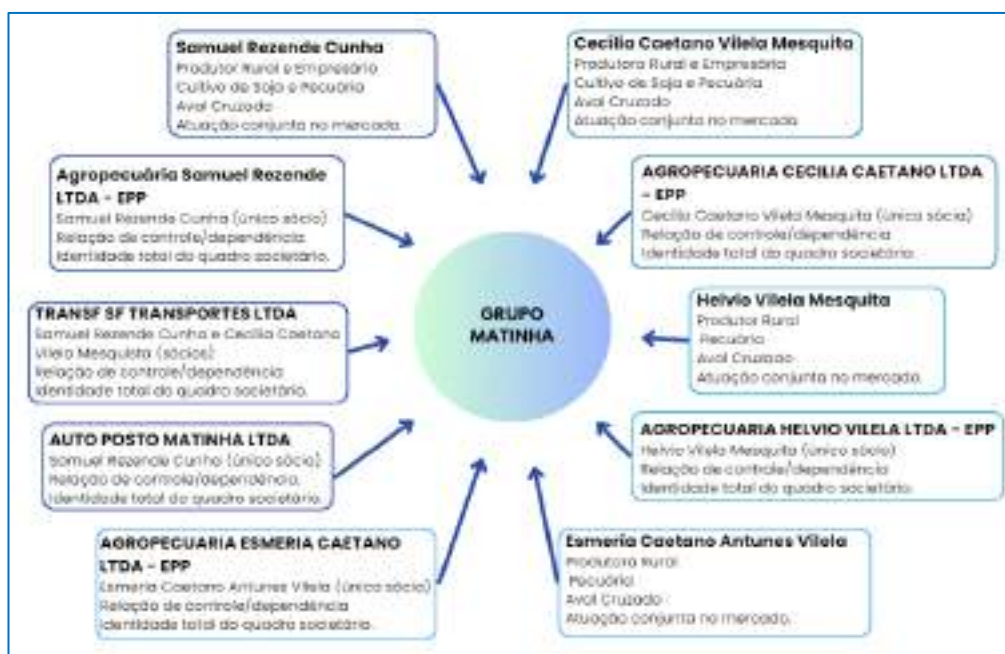 Samuel Rezende Cunha
Produtor Rural e Empresário
Cultivo de Soja e Pecuária
Aval Cruzado
Atuação conjunta no mercado.
Cecilia Caetano Vilela Mesquita
Produtora Rural e Empresária
Cultivo de Soja e Pecuária
Aval Cruzado
Atuação conjunta no mercado.
Agropecuária Samuel Rezende
LTDA - EPP
Samuel Rezende Cunha (único sócio)
Relação de controle/dependência
Identidade total do quadro societário.
AGROPECUARIA CECILIA CAETANO LTDA
- EPP
Cecilia Caetano Vilela Mesquita (única sócia)
Relação de controle/dependência
Identidade total do quadro societário.
GRUPO
MATINHA
TRANSF SF TRANSPORTES LTDA
Samuel Rezende Cunha e Cecilia Caetano
Vilela Mesquista (sócios)
Relação de controle/dependência
Identidade total do quadro societário.
Helvio Vilela Mesquita
Produtor Rural
Pecuária
Aval Cruzado
Atuação conjunta no mercado.
AUTO POSTO MATINHA LTDA
Samuel Rezende Cunha (único sócio)
Relação de controle/dependência.
Identidade total do quadro societário.
AGROPECUARIA HELVIO VILELA LTDA - EPP
Helvio Vilela Mesquita (único sócio)
Relação de controle/dependência
Identidade total do quadro societário.
AGROPECUARIA ESMERIA CAETANO
LTDA - EPP
Esmeria Caetano Antunes Vilela (único sócio)
Relação de controle/dependência
Identidade total do quadro societário.
Esmeria Caetano Antunes Vilela
Produtora Rural
Pecuária
Aval Cruzado
Atuação conjunta no mercado.